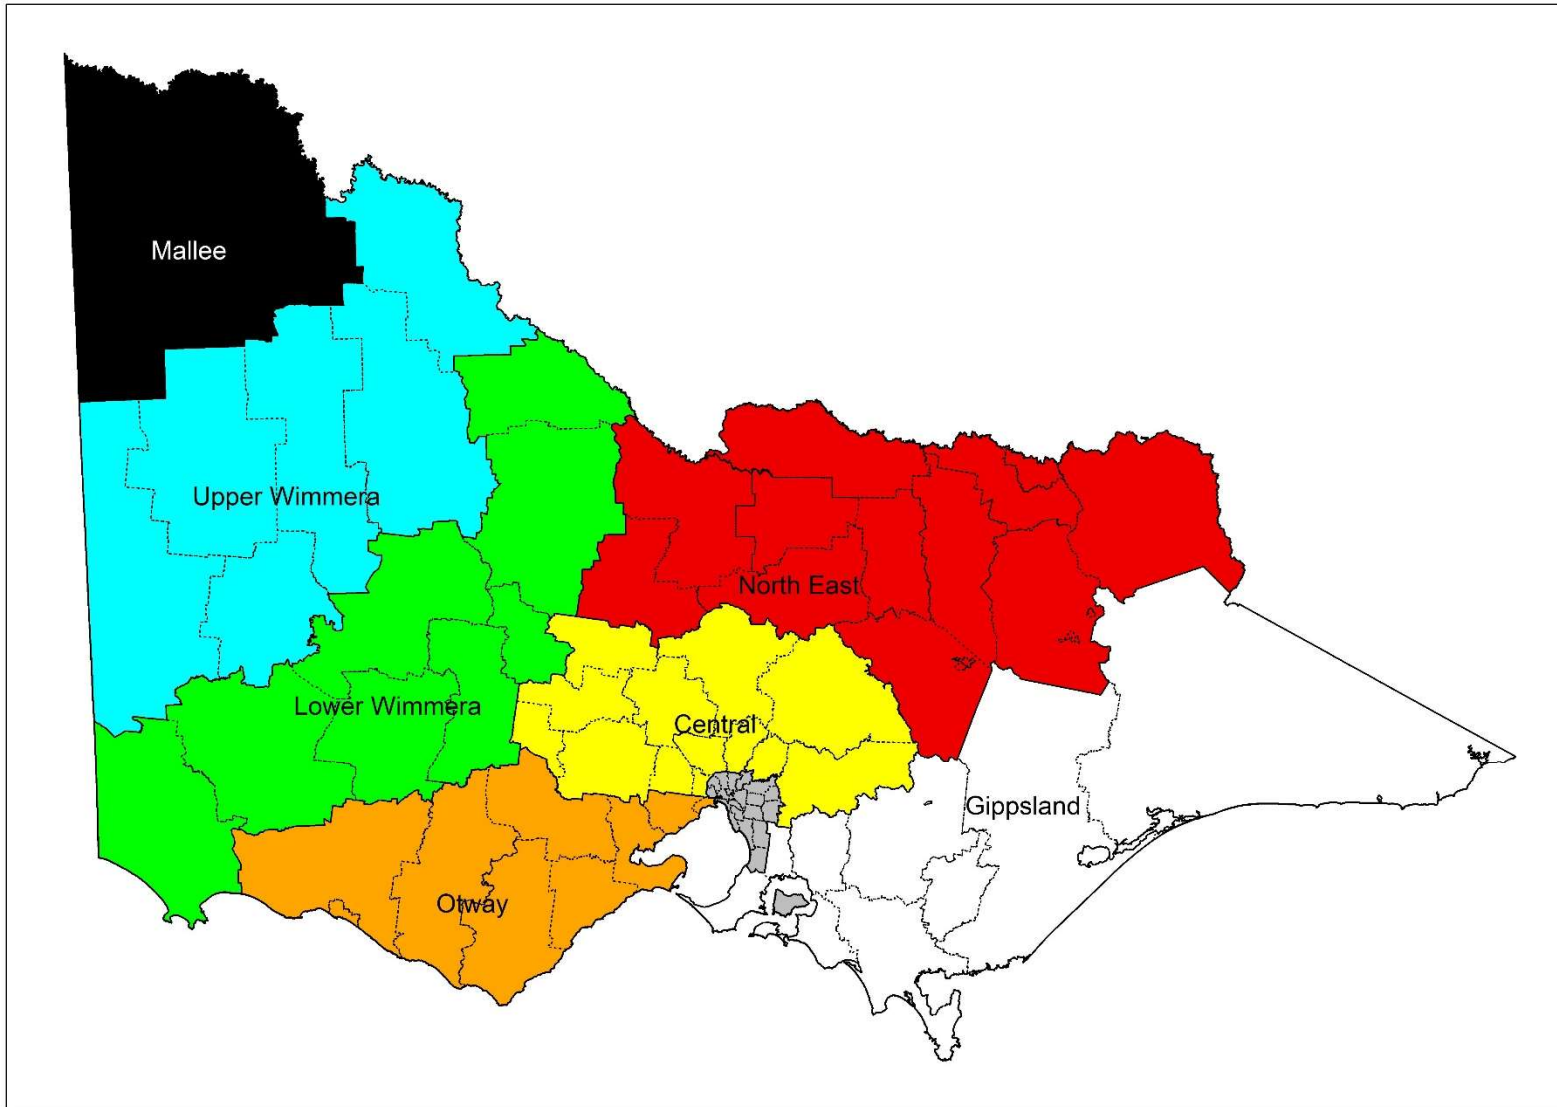 Mallee
Upper Wimmera
North East
Lower Wimmera
Central
Gippsland
Otway